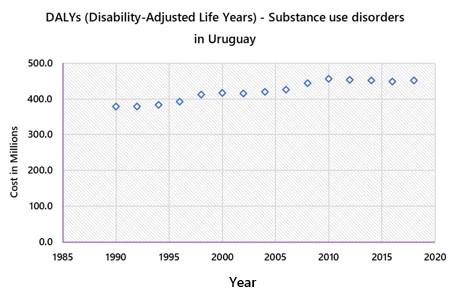 DALYs (Disability-Adjusted Life Years) - Substance use disorders
in Uruguay
500.0
400.0
300.0
200.0
100.0
0.0
Cost in Millions
1985 1990 1995 2000 2005 2010 2015 2020
Year